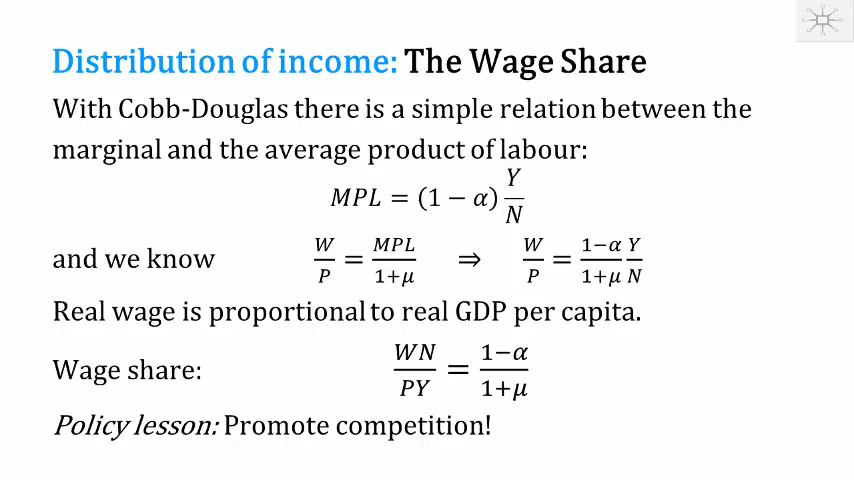 Distribution of income: The Wage Share
With Cobb-Douglas there is a simple relation between the
marginal and the average product of labour:
MPL = (1 − α) Y/N
and we know W/P = MPL/1+μ ⇒ W/P = 1−α/1+μ Y/N
Real wage is proportional to real GDP per capita.
Wage share: WN/PY = 1−α/1+μ
Policy lesson: Promote competition!